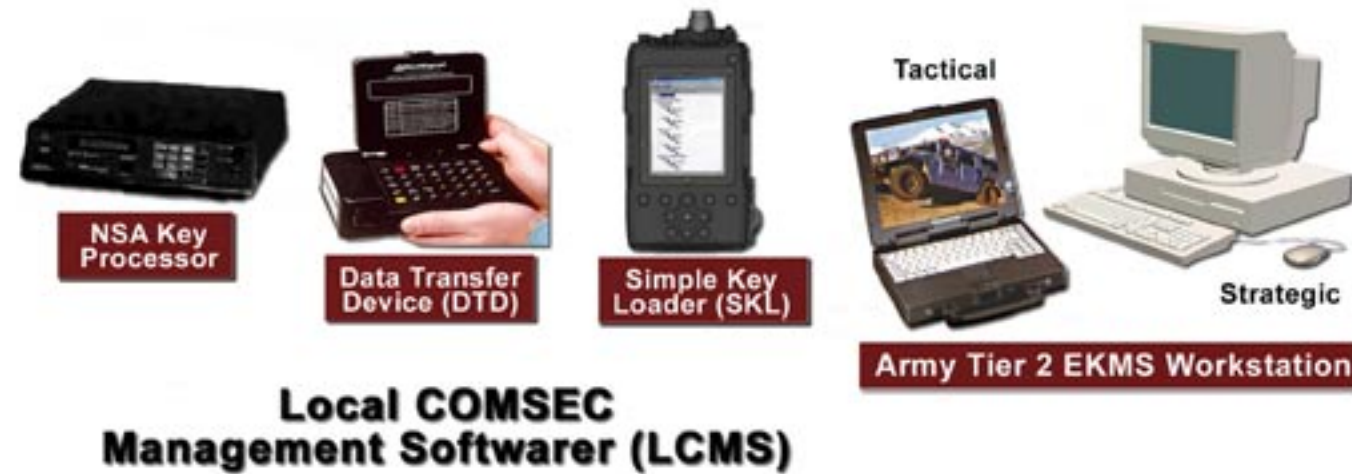 NSA Key
Processor
Data Transfer
Device (DTD)
Simple Key
Loader (SKL)
Tactical
Strategic
Army Tier 2 EKMS Workstation
Local COMSEC
Management Softwarer (LCMS)